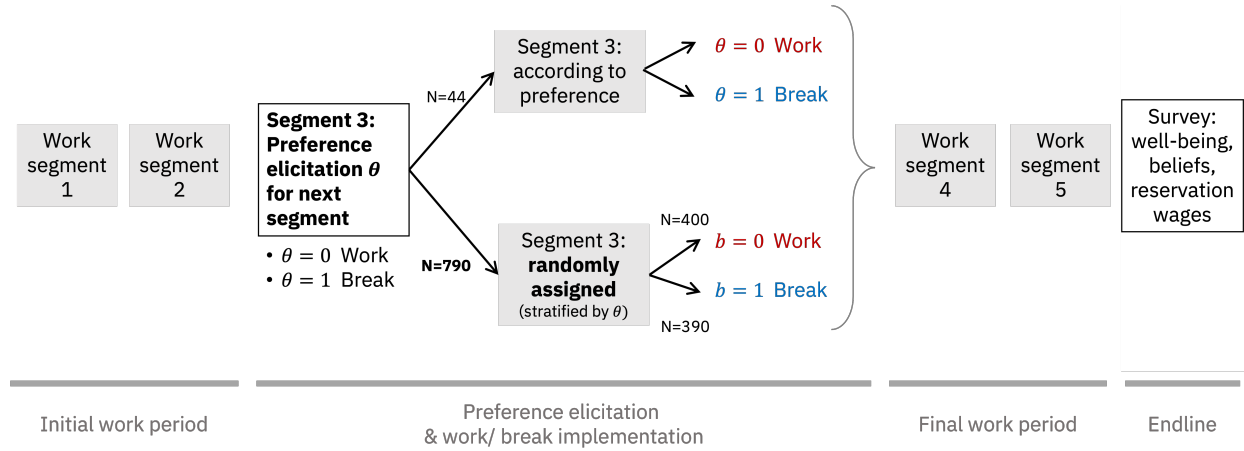 Work
segment
1
Work
segment
2
Segment 3:
Preference
elicitation θ
for next
segment
• θ = 0 Work
• θ = 1 Break
N=44
N=790
Segment 3:
according to
preference
θ = 0 Work
θ = 1 Break
Segment 3:
randomly
assigned
(stratified by θ)
N=400
b = 0 Work
b = 1 Break
N=390
Work
segment
4
Work
segment
5
Survey:
well-being,
beliefs,
reservation
wages
Initial work period
Preference elicitation
& work/ break implementation
Final work period
Endline